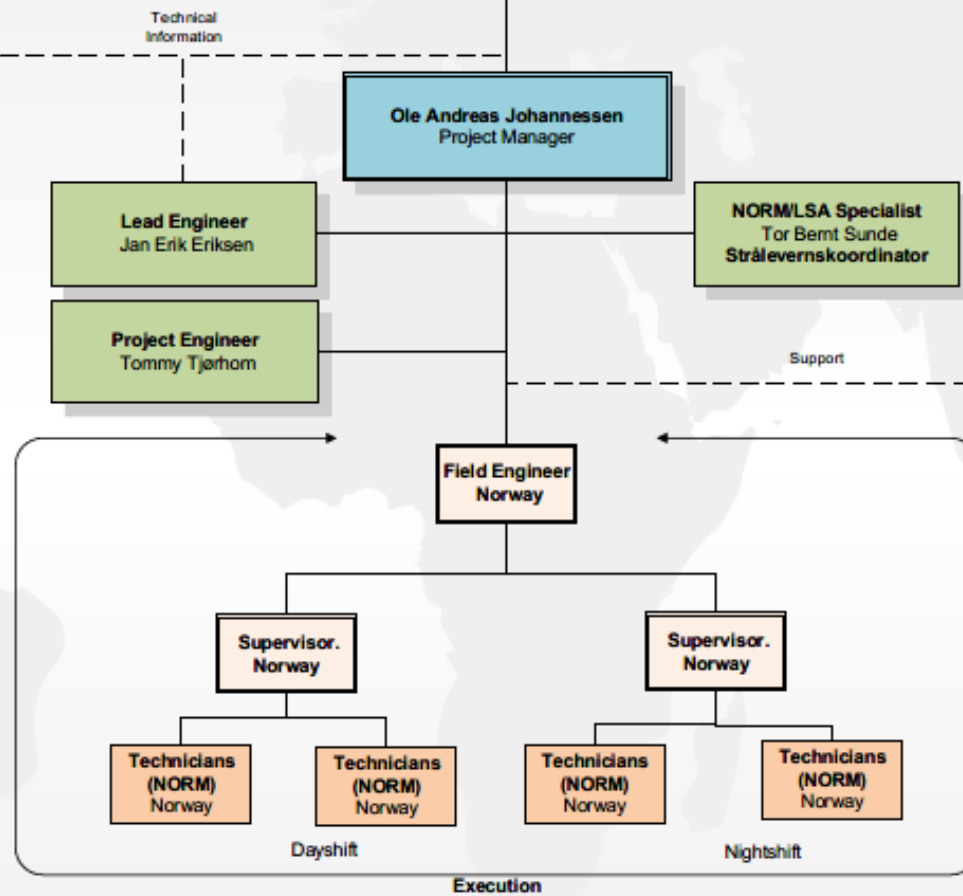 Technical
Information
Ole Andreas Johannessen
Project Manager
Lead Engineer
Jan Erik Eriksen
NORM/LSA Specialist
Tor Bernt Sunde
Strålevernskoordinator
Project Engineer
Tommy Tjørhom
Support
Field Engineer
Norway
Supervisor.
Norway
Supervisor.
Norway
Technicians
(NORM)
Norway
Technicians
(NORM)
Norway
Technicians
(NORM)
Norway
Technicians
(NORM)
Norway
Dayshift
Nightshift
Execution